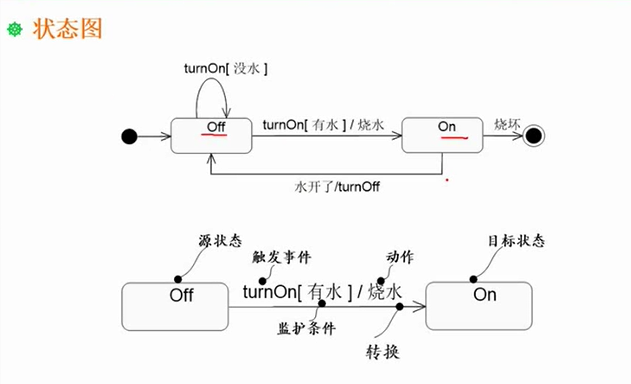 状态图
turnOn[ 没水 ]
Off
turnOn[ 有水 ] / 烧水
On
烧坏
水开了/turnOff
源状态
触发事件
动作
目标状态
Off
turnOn[ 有水 ] / 烧水
On
监护条件
转换